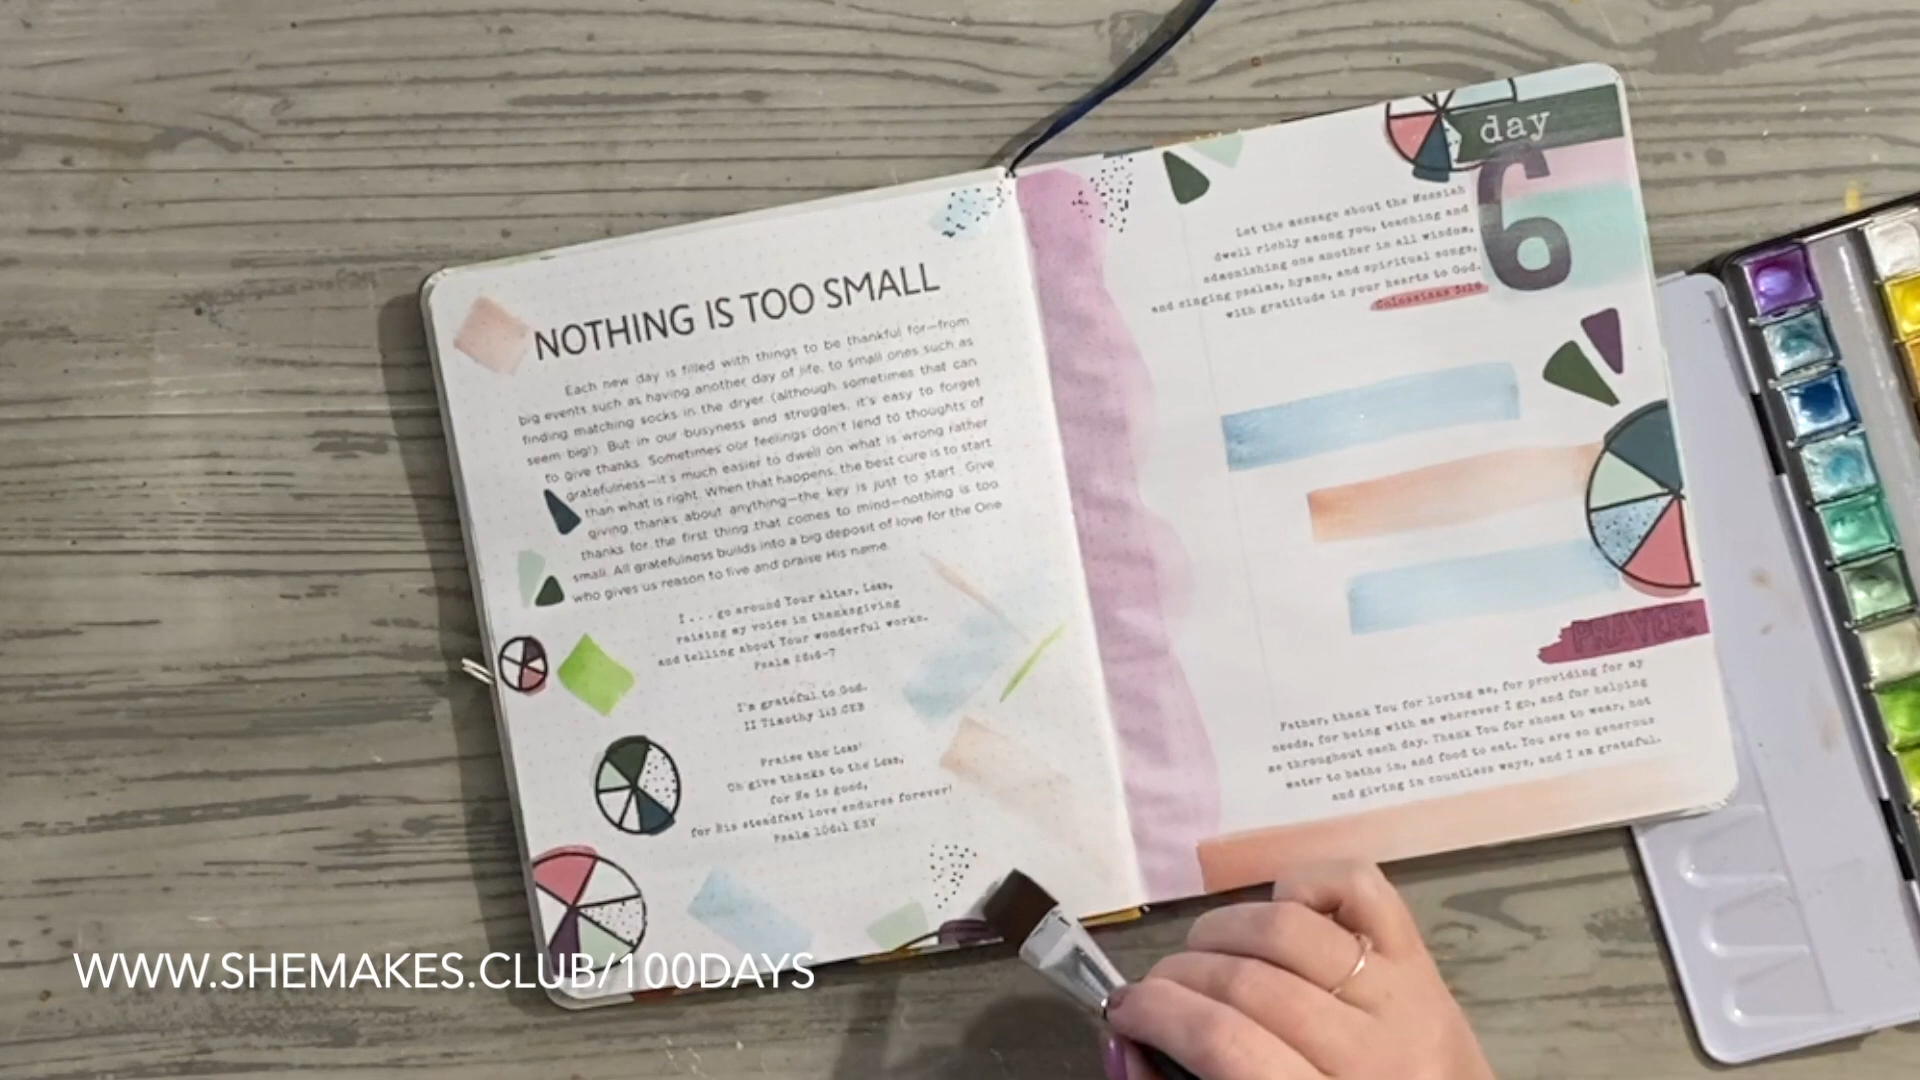 NOTHING IS TOO SMALL
Each new day is filled with things to be thankful for—from
big events such as having another day of life, to small ones such as
finding matching socks in the dryer (although sometimes that can
seem big!). But in our busyness and struggles, it's easy to forget
to give thanks. Sometimes our feelings don't lend to thoughts of
gratefulness—it's much easier to dwell on what is wrong rather
than what is right. When that happens, the best cure is to start
giving thanks about anything—the key is just to start. Give
thanks for the first thing that comes to mind—nothing is too
small. All gratefulness builds into a big deposit of love for the One
who gives us reason to live and praise His name.
I . . . go around Your altar, LORD,
raising my voice in thanksgiving
and telling about Your wonderful works.
Psalm 26:6-7
I'm grateful to God.
II Timothy 1:3 CEB
Praise the LORD!
Oh give thanks to the LORD,
for He is good,
for His steadfast love endures forever!
Psalm 106:1 ESV
day
6
Let the message about the Messiah
dwell richly among you, teaching and
admonishing one another in all wisdom,
and singing psalms, hymns, and spiritual songs,
with gratitude in your hearts to God.
Colossians 3:16
PRAYER:
Father, thank You for loving me, for providing for my
needs, for being with me wherever I go, and for helping
me throughout each day. Thank You for shoes to wear, hot
water to bathe in, and food to eat. You are so generous
and giving in countless ways, and I am grateful.
WWW.SHEMAKES.CLUB/100DAYS